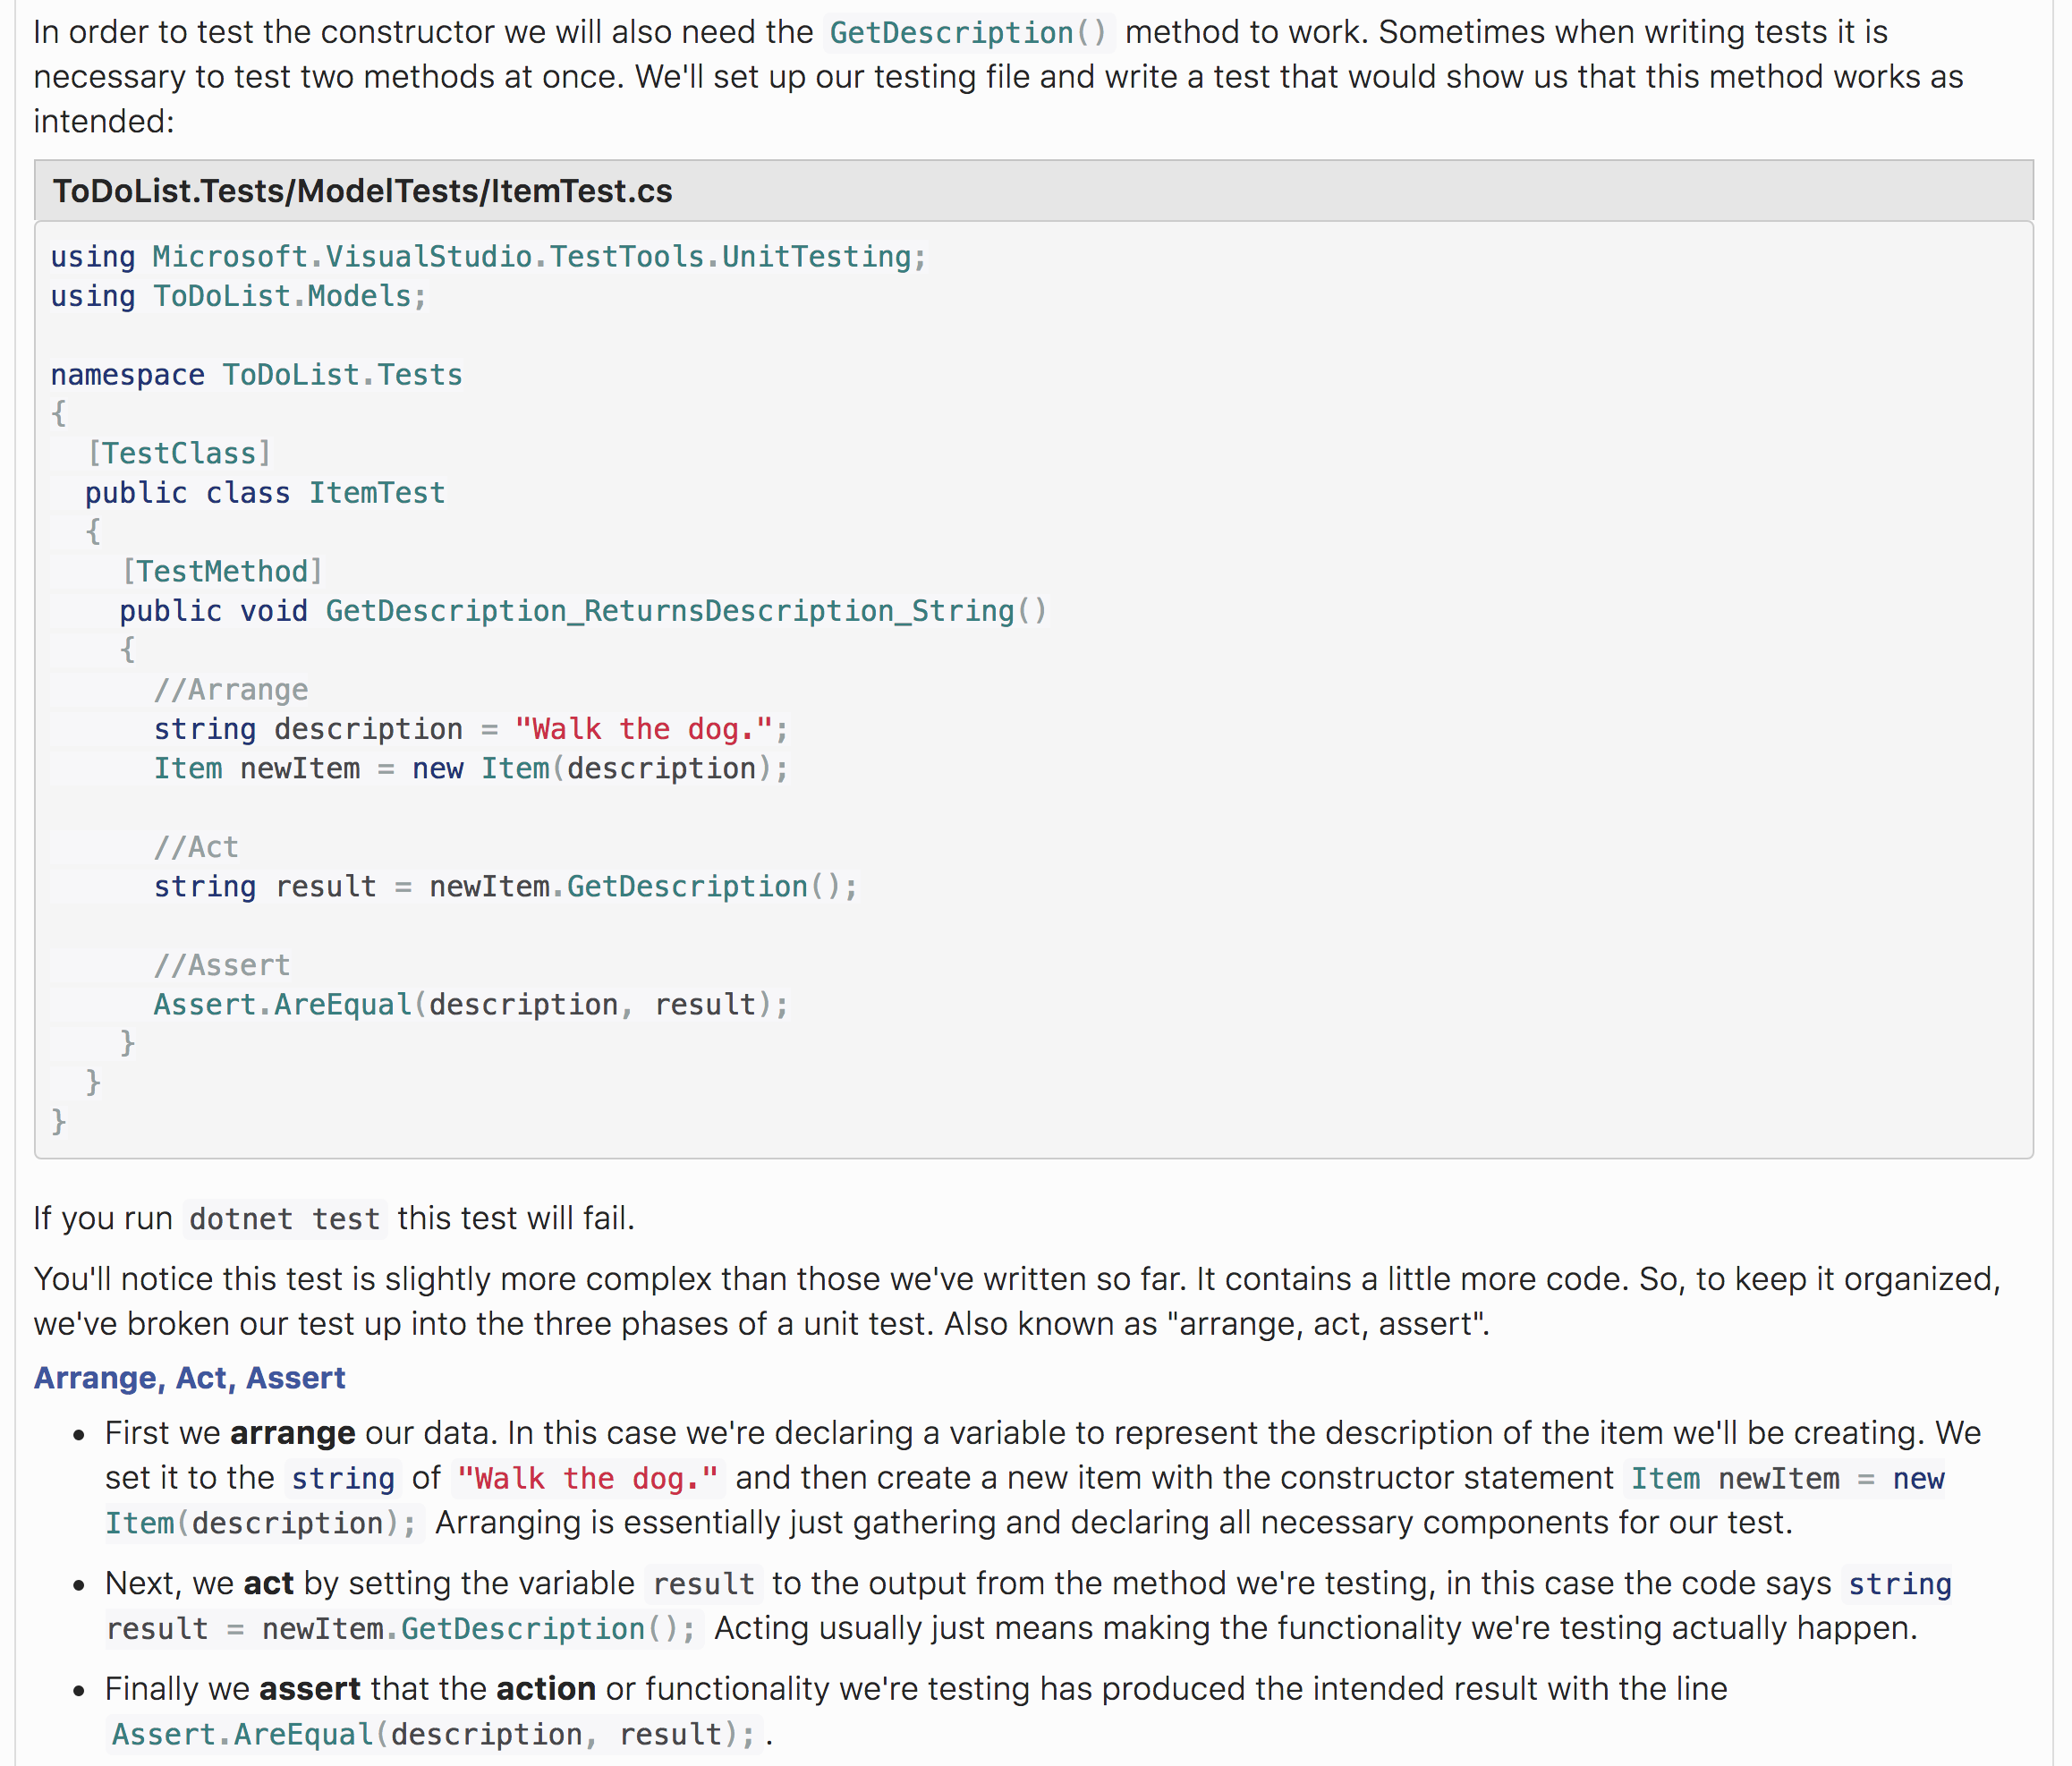 In order to test the constructor we will also need the GetDescription() method to work. Sometimes when writing tests it is
necessary to test two methods at once. We'll set up our testing file and write a test that would show us that this method works as
intended:
ToDoList.Tests/ModelTests/ItemTest.cs
using Microsoft.VisualStudio.TestTools.UnitTesting;
using ToDoList.Models;
namespace ToDoList.Tests
{
[TestClass]
public class ItemTest
{
[TestMethod]
public void GetDescription_ReturnsDescription_String()
{
//Arrange
string description = "Walk the dog.";
Item newItem = new Item(description);
//Act
string result = newItem.GetDescription();
//Assert
Assert.AreEqual(description, result);
}
}
}
If you run dotnet test this test will fail.
You'll notice this test is slightly more complex than those we've written so far. It contains a little more code. So, to keep it organized,
we've broken our test up into the three phases of a unit test. Also known as "arrange, act, assert".
Arrange, Act, Assert
• First we arrange our data. In this case we're declaring a variable to represent the description of the item we'll be creating. We
set it to the string of "Walk the dog." and then create a new item with the constructor statement Item newItem = new
Item(description); Arranging is essentially just gathering and declaring all necessary components for our test.
• Next, we act by setting the variable result to the output from the method we're testing, in this case the code says string
result = newItem.GetDescription(); Acting usually just means making the functionality we're testing actually happen.
• Finally we assert that the action or functionality we're testing has produced the intended result with the line
Assert.AreEqual(description, result); .